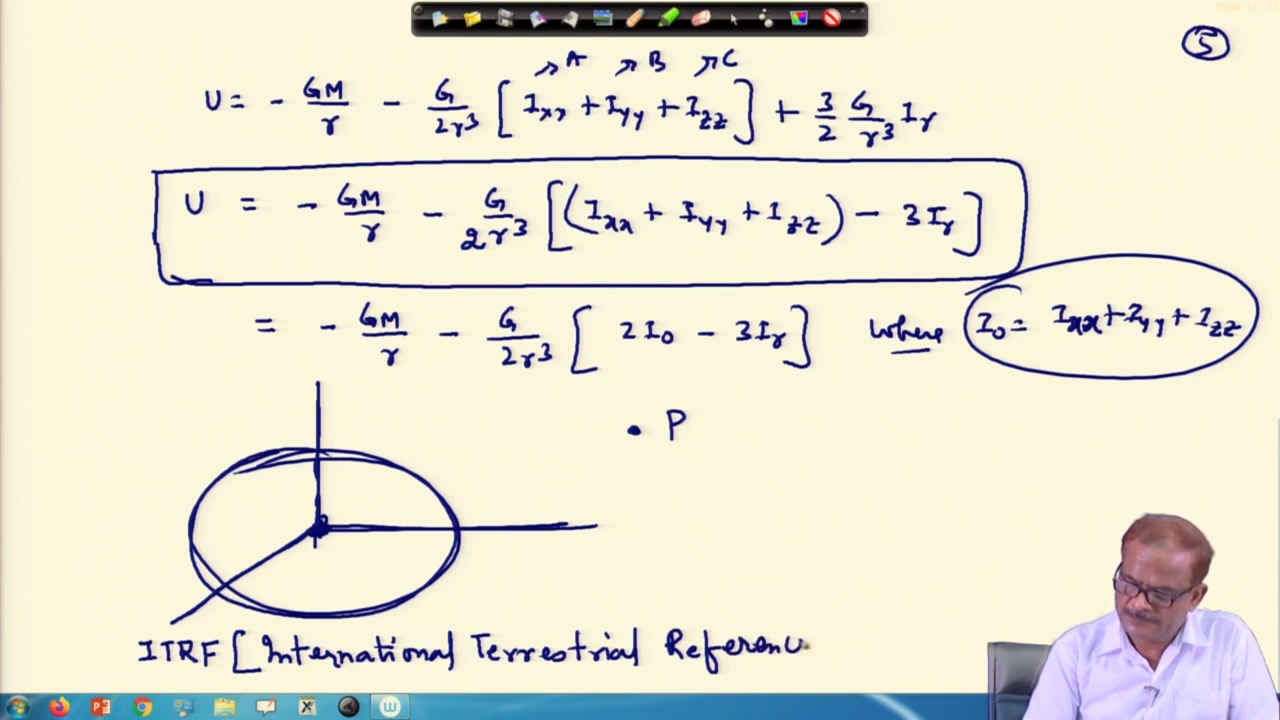 5
→ A → B → C
U = - GM/r - G/2r³ [Ixx + Iyy + Izz] + 3/2 G/r³ Ir
U = - GM/r - G/2r³ [(Ixx + Iyy + Izz) - 3Ir]
= - GM/r - G/2r³ [2I₀ - 3Ir] where I₀ = Ixx + Iyy + Izz
• P
ITRF [International Terrestrial Referenc